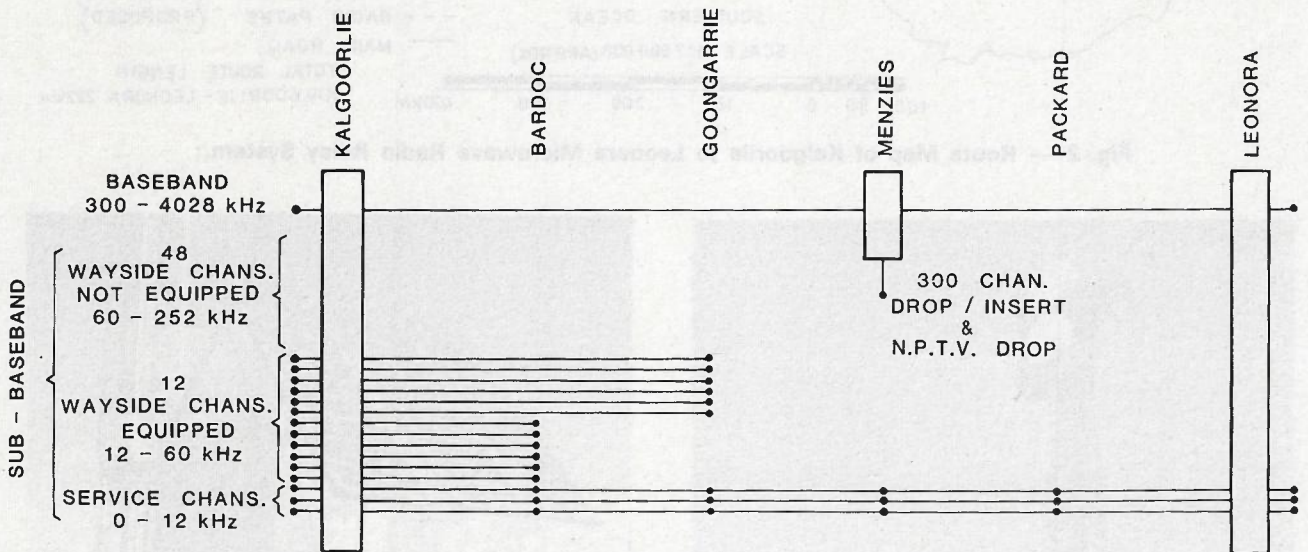 KALGOORLIE
BARDOC
GOONGARRIE
MENZIES
PACKARD
LEONORA
BASEBAND
300 - 4028 kHz
SUB - BASEBAND
48
WAYSIDE CHANS.
NOT EQUIPPED
60 - 252 kHz
12
WAYSIDE CHANS.
EQUIPPED
12 - 60 kHz
SERVICE CHANS.
0 - 12 kHz
300 CHAN.
DROP / INSERT
&
N.P.T.V. DROP